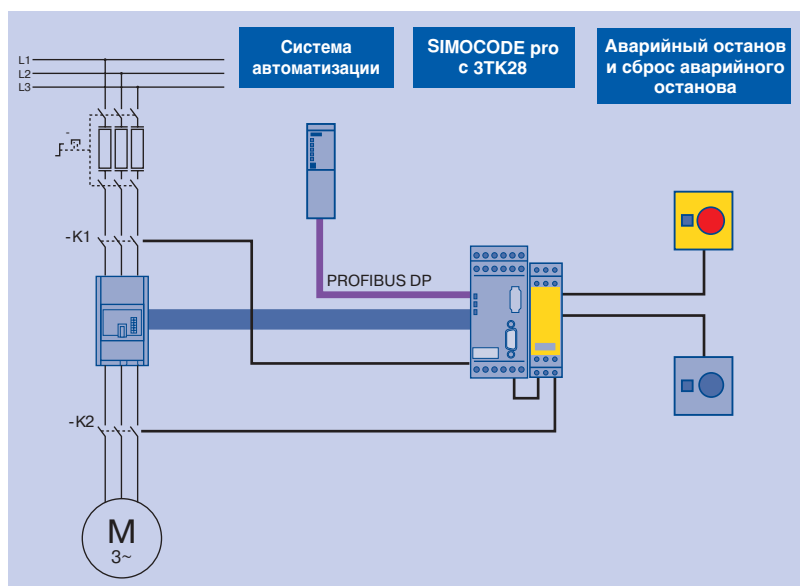 Система
автоматизации
SIMOCODE pro
с 3TK28
Аварийный останов
и сброс аварийного
останова
L1
L2
L3
-K1
PROFIBUS DP
-K2
M
3~